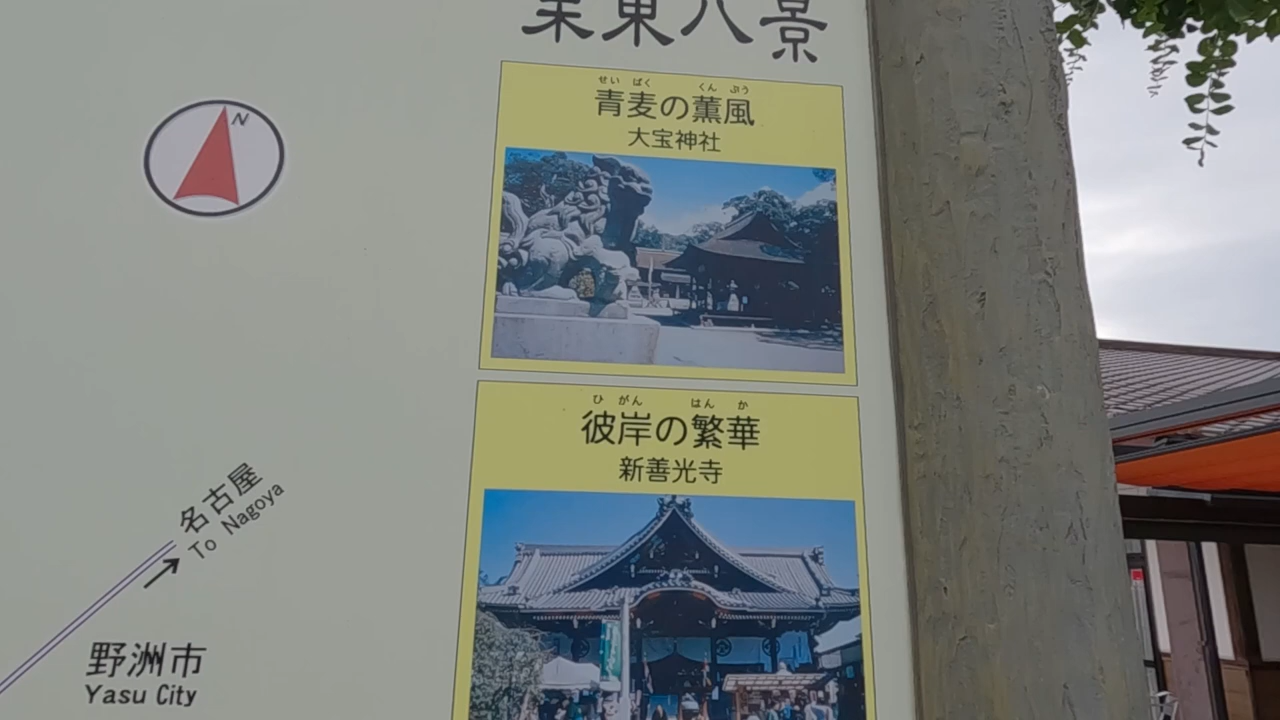 栗東八景
N
せいばく くんぷう
青麦の薫風
大宝神社
ひがん はんか
彼岸の繁華
新善光寺
名古屋
To Nagoya
野洲市
Yasu City